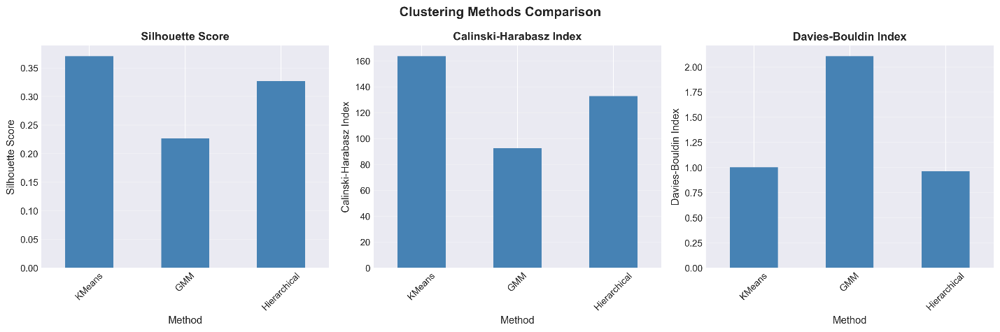 Clustering Methods Comparison
Silhouette Score
Silhouette Score
0.35
0.30
0.25
0.20
0.15
0.10
0.05
0.00
KMeans
GMM
Hierarchical
Method
Calinski-Harabasz Index
Calinski-Harabasz Index
160
140
120
100
80
60
40
20
0
KMeans
GMM
Hierarchical
Method
Davies-Bouldin Index
Davies-Bouldin Index
2.00
1.75
1.50
1.25
1.00
0.75
0.50
0.25
0.00
KMeans
GMM
Hierarchical
Method